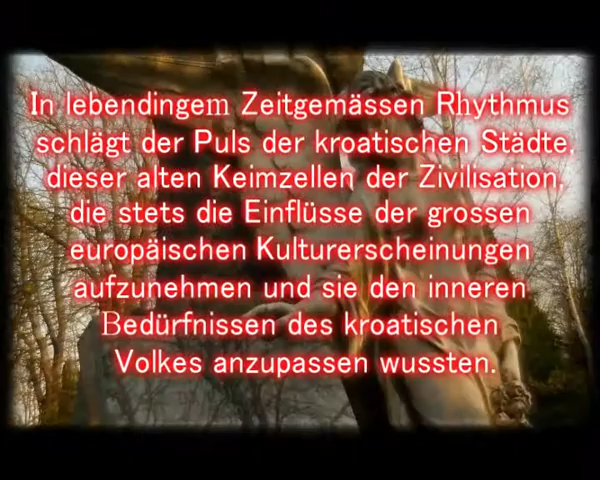 In lebendingem Zeitgemässen Rhythmus
schlägt der Puls der kroatischen Städte,
dieser alten Keimzellen der Zivilisation,
die stets die Einflüsse der grossen
europäischen Kulturerscheinungen
aufzunehmen und sie den inneren
Bedürfnissen des kroatischen
Volkes anzupassen wussten.